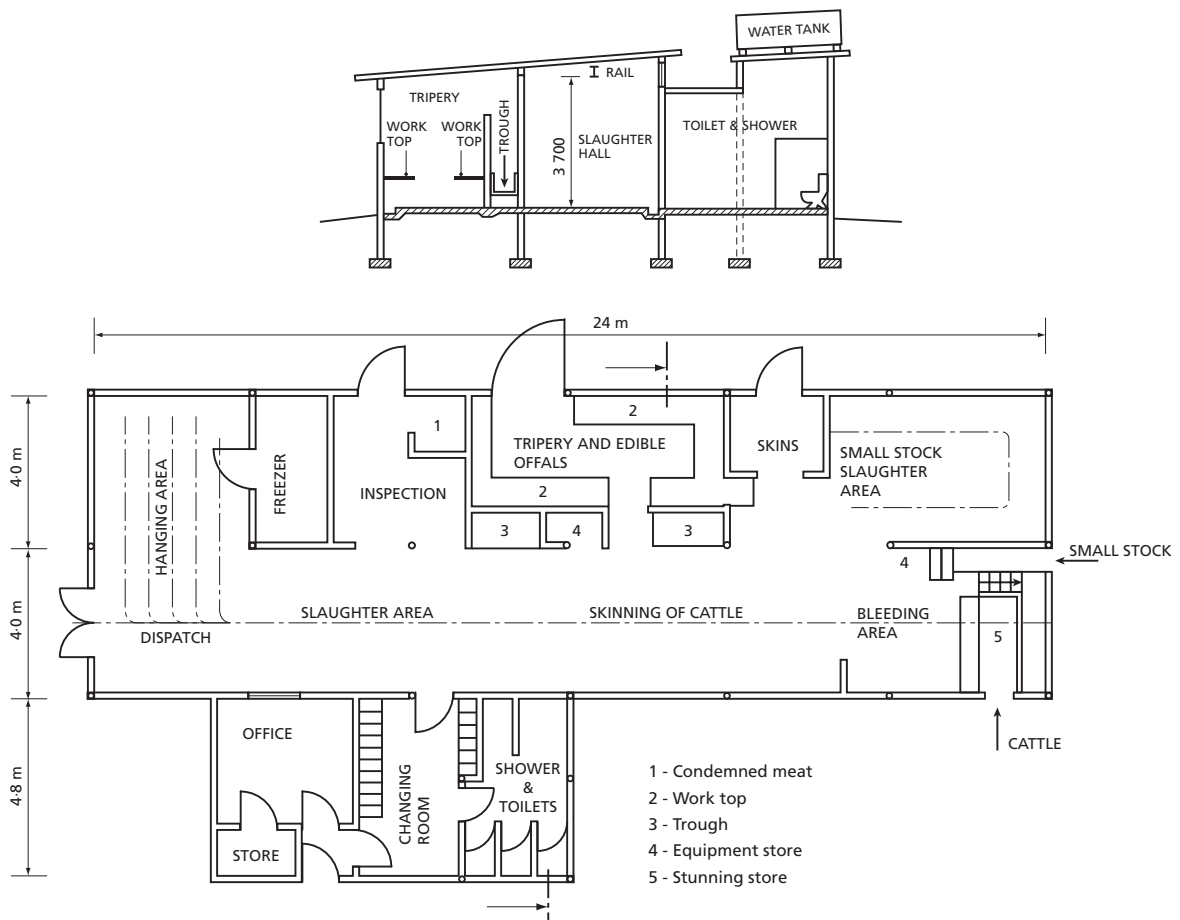 WATER TANK
RAIL
TRIPERY
WORK
TOP
WORK
TOP
TROUGH
3 700
SLAUGHTER
HALL
TOILET & SHOWER
24 m
4·0 m
4·0 m
4·8 m
HANGING AREA
FREEZER
INSPECTION
1
2
TRIPERY AND EDIBLE
OFFALS
2
3
4
3
SKINS
SMALL STOCK
SLAUGHTER
AREA
4
SMALL STOCK
DISPATCH
SLAUGHTER AREA
SKINNING OF CATTLE
BLEEDING
AREA
5
CATTLE
OFFICE
STORE
CHANGING
ROOM
SHOWER
&
TOILETS
1 - Condemned meat
2 - Work top
3 - Trough
4 - Equipment store
5 - Stunning store